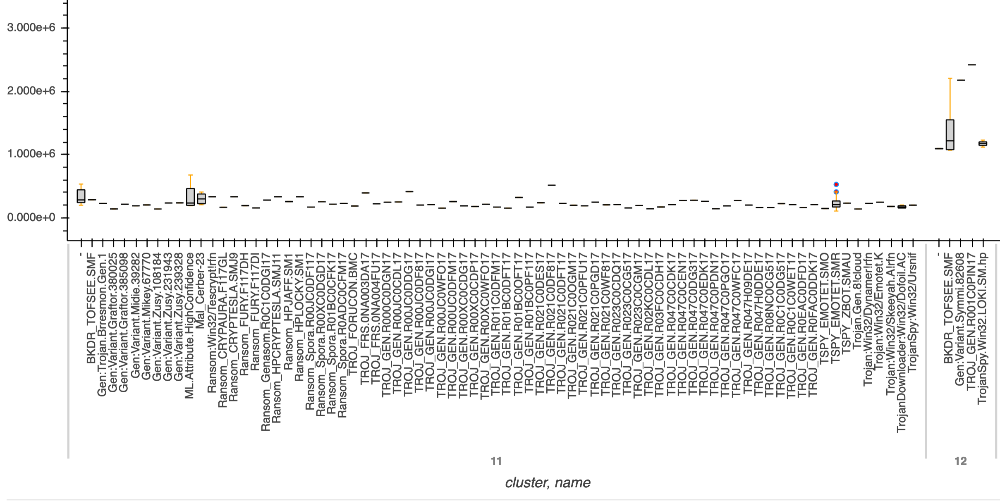 3.000e+6
2.000e+6
1.000e+6
0.000e+0
-
BKDR_TOFSEE.SMF
Gen:Trojan.Brresmon.Gen.1
Gen:Variant.Graftor.380025
Gen:Variant.Graftor.385098
Gen:Variant.Midie.39282
Gen:Variant.Mikey.67770
Gen:Variant.Zusy.108184
Gen:Variant.Zusy.231943
Gen:Variant.Zusy.239328
ML.Attribute.HighConfidence
Mal_Cerber-23
Ransom:Win32/Tescrypt!rfn
Ransom_CRYPAURA.F117GL
Ransom_CRYPTESLA.SMJ9
Ransom_FURY.F117DH
Ransom_FURY.F117DI
Ransom_Genasom.R0C1C0DGI17
Ransom_HPCRYPTESLA.SMJ11
Ransom_HPJAFF.SM1
Ransom_HPLOCKY.SM1
Ransom_Spora.R00JC0DF117
Ransom_Spora.R00XC0DGD17
Ransom_Spora.R01BC0CFK17
Ransom_Spora.R0ADC0CFM17
TROJ_FORUCON.BMC
TROJ_FRS.0NA003DA17
TROJ_FRS.0NA004FU17
TROJ_GEN.R000C0DGN17
TROJ_GEN.R00JC0CDL17
TROJ_GEN.R00JC0DDG17
TROJ_GEN.R00JC0DF817
TROJ_GEN.R00JC0DGI17
TROJ_GEN.R00JC0WFO17
TROJ_GEN.R00UC0DFM17
TROJ_GEN.R00XC0CDG17
TROJ_GEN.R00XC0CDP17
TROJ_GEN.R00XC0WFO17
TROJ_GEN.R011C0DFM17
TROJ_GEN.R01BC0DFT17
TROJ_GEN.R01BC0OFT17
TROJ_GEN.R01BC0PF117
TROJ_GEN.R021C0DES17
TROJ_GEN.R021C0DF817
TROJ_GEN.R021C0DFT17
TROJ_GEN.R021C0OGM17
TROJ_GEN.R021C0PFU17
TROJ_GEN.R021C0PGD17
TROJ_GEN.R021C0WF817
TROJ_GEN.R023C0CDQ17
TROJ_GEN.R023C0CG517
TROJ_GEN.R023C0CGM17
TROJ_GEN.R02KC0CDL17
TROJ_GEN.R03FC0CDH17
TROJ_GEN.R047C0CDK17
TROJ_GEN.R047C0CEN17
TROJ_GEN.R047C0DG317
TROJ_GEN.R047C0EDK17
TROJ_GEN.R047C0PDN17
TROJ_GEN.R047C0PGO17
TROJ_GEN.R047C0WFC17
TROJ_GEN.R047H09DE17
TROJ_GEN.R047H0DDE17
TROJ_GEN.R08NC0CG517
TROJ_GEN.R0C1C0DG517
TROJ_GEN.R0C1C0WET17
TROJ_GEN.R0EAC0DFD17
TROJ_GEN.R0FAC0DDK17
TSPY_EMOTET.SMO
TSPY_EMOTET.SMR
TSPY_ZBOT.SMAU
Trojan.Gen.8!cloud
Trojan:Win32/Dynamer!rfn
Trojan:Win32/Emotet.K
Trojan:Win32/Skeeyah.A!rfn
TrojanDownloader:Win32/Dofoil.AC
TrojanSpy:Win32/Ursnif
-
BKDR_TOFSEE.SMF
Gen:Variant.Symmi.82608
TROJ_GEN.R001C0PIN17
TrojanSpy.Win32.LOKI.SM.hp
11
12
cluster, name